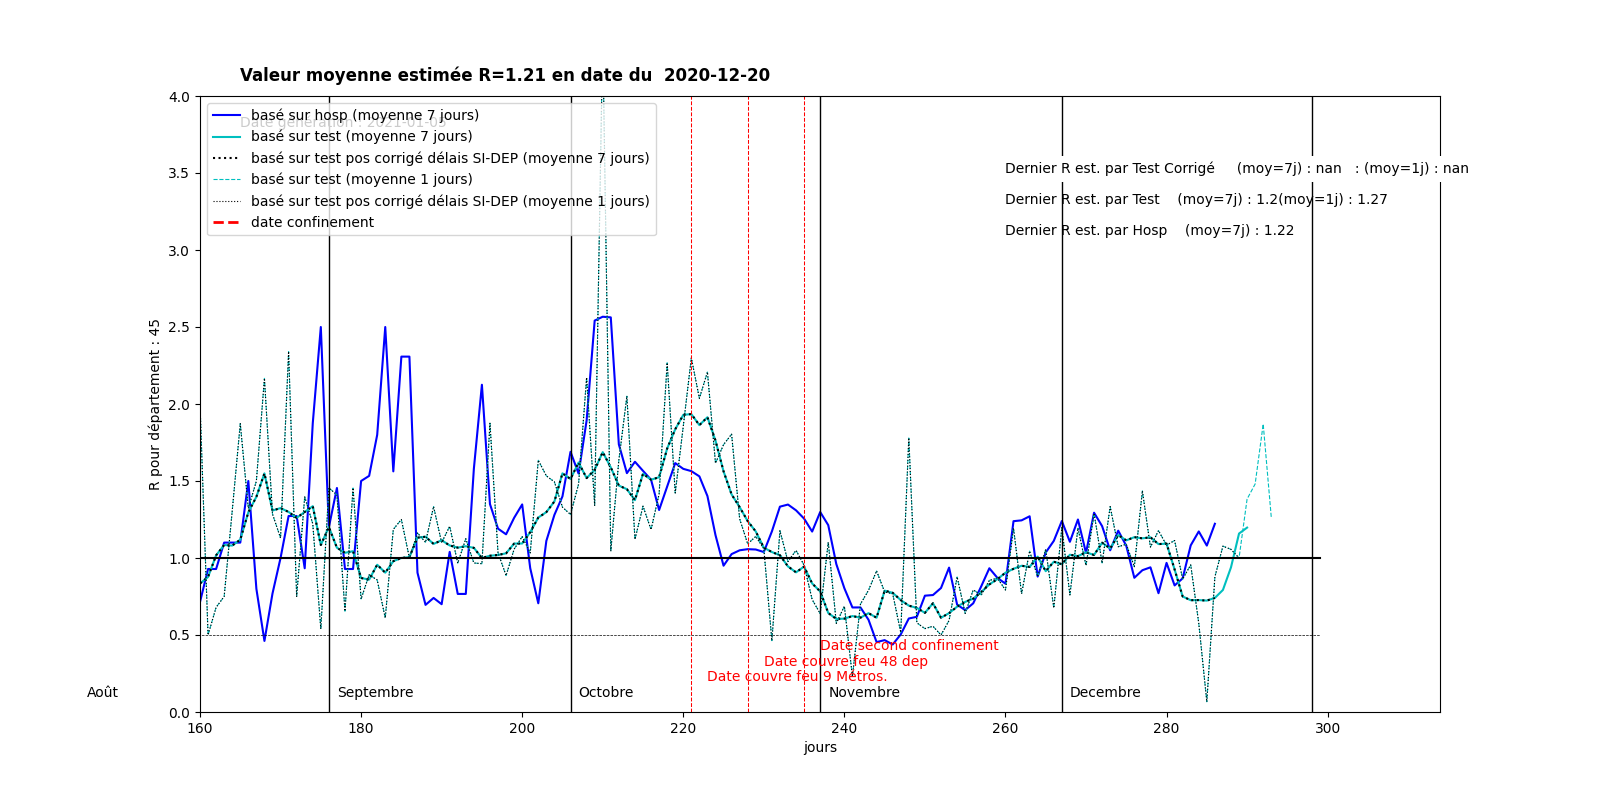 Valeur moyenne estimée R=1.21 en date du  2020-12-20
4.0
3.5
3.0
2.5
2.0
1.5
1.0
0.5
0.0
R pour département : 45
basé sur hosp (moyenne 7 jours)
Date génération : 2021-01-05
basé sur test (moyenne 7 jours)
basé sur test pos corrigé délais SI-DEP (moyenne 7 jours)
basé sur test (moyenne 1 jours)
basé sur test pos corrigé délais SI-DEP (moyenne 1 jours)
date confinement
Dernier R est. par Test Corrigé     (moy=7j) : nan   : (moy=1j) : nan
Dernier R est. par Test    (moy=7j) : 1.2(moy=1j) : 1.27
Dernier R est. par Hosp    (moy=7j) : 1.22
Date second confinement
Date couvre feu 48 dep
Date couvre feu 9 Métros.
Août
Septembre
Octobre
Novembre
Decembre
160
180
200
220
240
260
280
300
jours